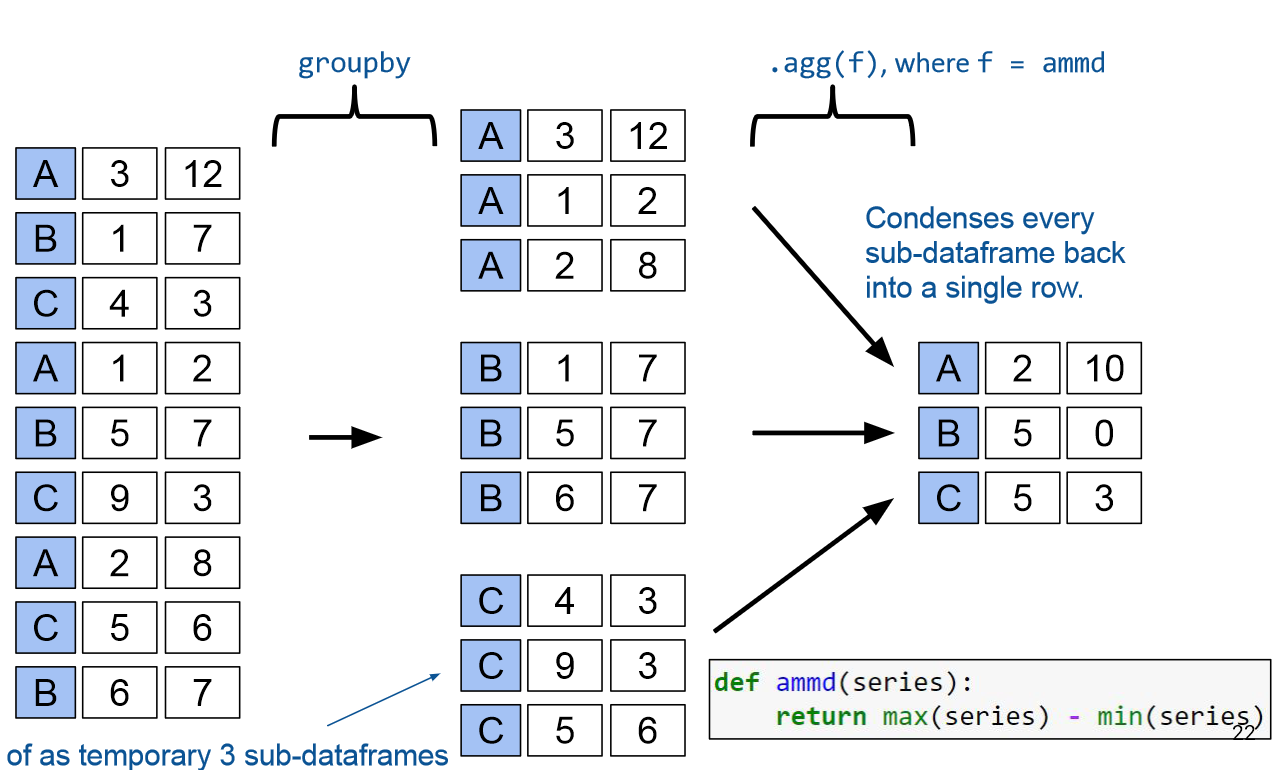 groupby
.agg(f), where f = ammd
A 3 12
B 1 7
C 4 3
A 1 2
B 5 7
C 9 3
A 2 8
C 5 6
B 6 7
A 3 12
A 1 2
A 2 8
B 1 7
B 5 7
B 6 7
C 4 3
C 9 3
C 5 6
Condenses every
sub-dataframe back
into a single row.
A 2 10
B 5 0
C 5 3
of as temporary 3 sub-dataframes
def ammd(series):
    return max(series) - min(series)
22